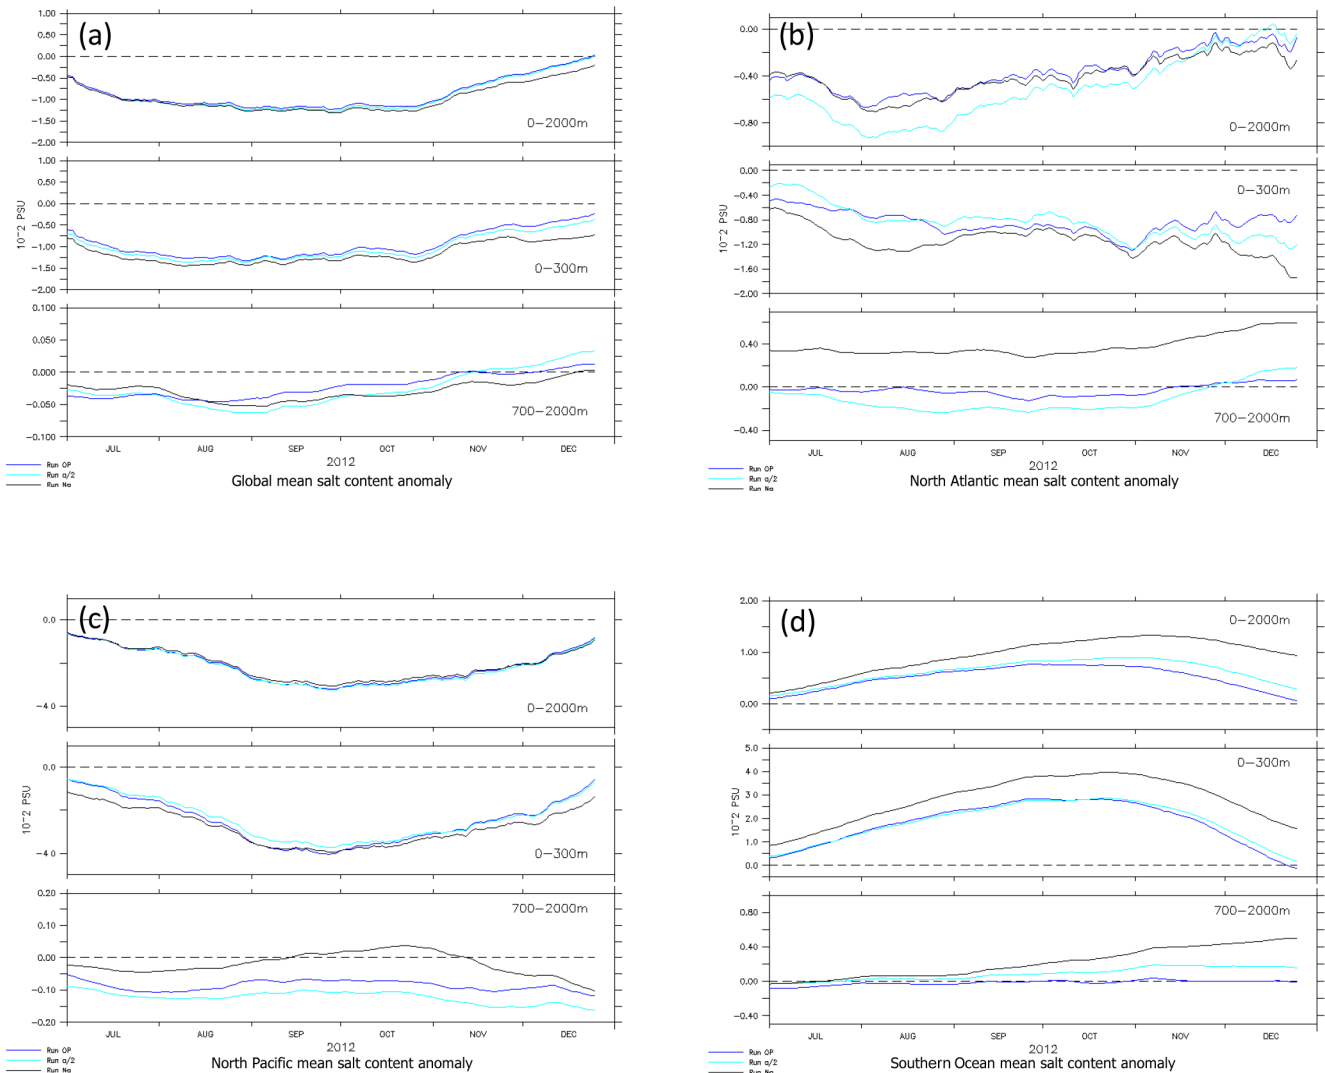 (a)
1.00
0.50
0.00
−0.50
−1.00
−1.50
−2.00
0−2000m
1.00
0.50
0.00
−0.50
−1.00
−1.50
−2.00
0−300m
10^−2 PSU
0.100
0.050
0.000
−0.050
−0.100
700−2000m
JUL AUG SEP OCT NOV DEC
2012
Run OP
Run a/2
Run Na
Global mean salt content anomaly
(b)
0.00
−0.40
−0.80
0−2000m
0.00
−0.40
−0.80
−1.20
−1.60
−2.00
0−300m
10^−2 PSU
0.40
0.00
−0.40
700−2000m
JUL AUG SEP OCT NOV DEC
2012
Run OP
Run a/2
Run Na
North Atlantic mean salt content anomaly
(c)
0.0
−4.0
0−2000m
0.0
−4.0
0−300m
10^−2 PSU
0.20
0.10
0.00
−0.10
−0.20
700−2000m
JUL AUG SEP OCT NOV DEC
2012
Run OP
Run a/2
Run Na
North Pacific mean salt content anomaly
(d)
2.00
1.00
0.00
0−2000m
5.0
4.0
3.0
2.0
1.0
0.0
0−300m
10^−2 PSU
0.80
0.40
0.00
−0.40
700−2000m
JUL AUG SEP OCT NOV DEC
2012
Run OP
Run a/2
Run Na
Southern Ocean mean salt content anomaly